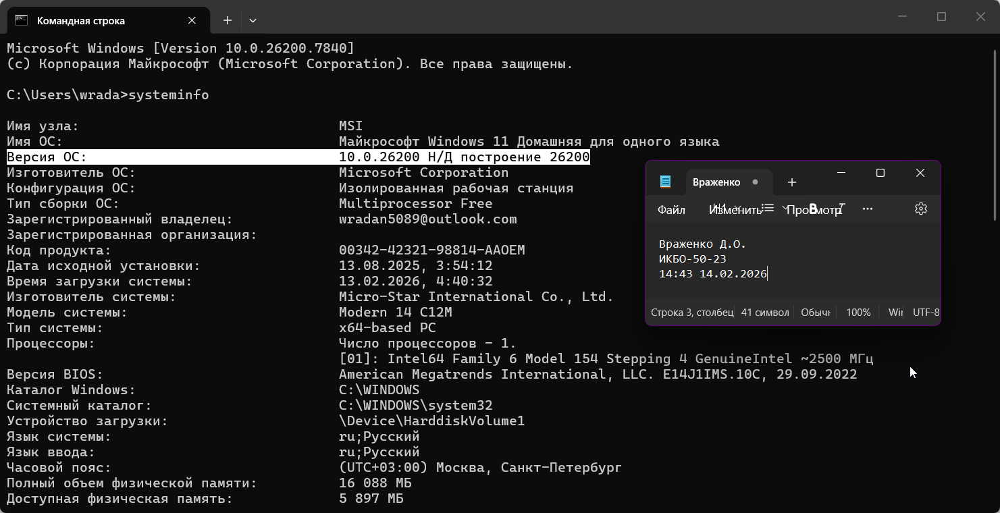 Командная строка
Microsoft Windows [Version 10.0.26200.7840]
(c) Корпорация Майкрософт (Microsoft Corporation). Все права защищены.
C:\Users\wrada>systeminfo
Имя узла: MSI
Имя ОС: Майкрософт Windows 11 Домашняя для одного языка
Версия ОС: 10.0.26200 Н/Д построение 26200
Изготовитель ОС: Microsoft Corporation
Конфигурация ОС: Изолированная рабочая станция
Тип сборки ОС: Multiprocessor Free
Зарегистрированный владелец: wradan5089@outlook.com
Зарегистрированная организация:
Код продукта: 00342-42321-98814-AAOEM
Дата исходной установки: 13.08.2025, 3:54:12
Время загрузки системы: 13.02.2026, 4:40:32
Изготовитель системы: Micro-Star International Co., Ltd.
Модель системы: Modern 14 C12M
Тип системы: x64-based PC
Процессоры: Число процессоров - 1.
[01]: Intel64 Family 6 Model 154 Stepping 4 GenuineIntel ~2500 МГц
Версия BIOS: American Megatrends International, LLC. E14J1IMS.10C, 29.09.2022
Каталог Windows: C:\WINDOWS
Системный каталог: C:\WINDOWS\system32
Устройство загрузки: \Device\HarddiskVolume1
Язык системы: ru;Русский
Язык ввода: ru;Русский
Часовой пояс: (UTC+03:00) Москва, Санкт-Петербург
Полный объем физической памяти: 16 088 МБ
Доступная физическая память: 5 897 МБ
Враженко
Файл Изменить Просмотр
Враженко Д.О.
ИКБО-50-23
14:43 14.02.2026
Строка 3, столбец 41 символ 100% UTF-8